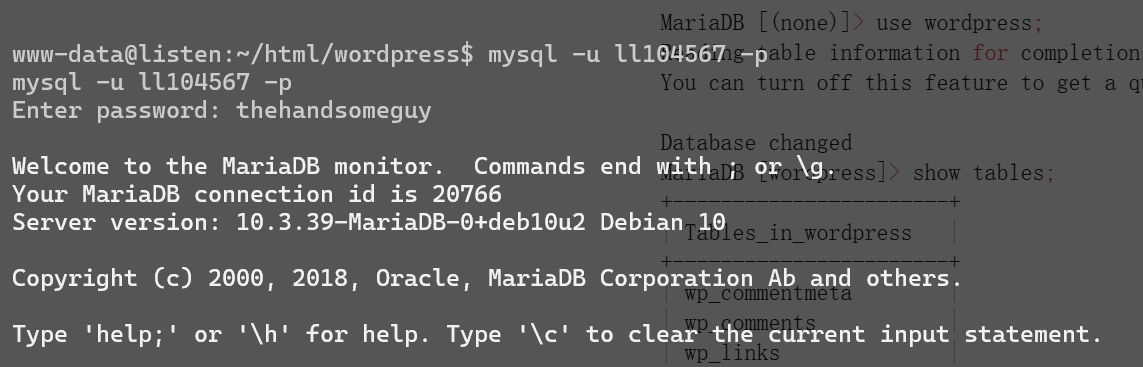 www-data@listen:~/html/wordpress$ mysql -u ll104567 -p
mysql -u ll104567 -p
Enter password: thehandsomeguy
Welcome to the MariaDB monitor.  Commands end with ; or \g.
Your MariaDB connection id is 20766
Server version: 10.3.39-MariaDB-0+deb10u2 Debian 10
Copyright (c) 2000, 2018, Oracle, MariaDB Corporation Ab and others.
Type 'help;' or '\h' for help. Type '\c' to clear the current input statement.
MariaDB [(none)]> use wordpress;
table information for completion
You can turn off this feature to get a
Database changed
MariaDB [wordpress]> show tables;
+-----------------------+
| Tables_in_wordpress   |
+-----------------------+
| wp_commentmeta        |
| wp_comments           |
| wp_links              |